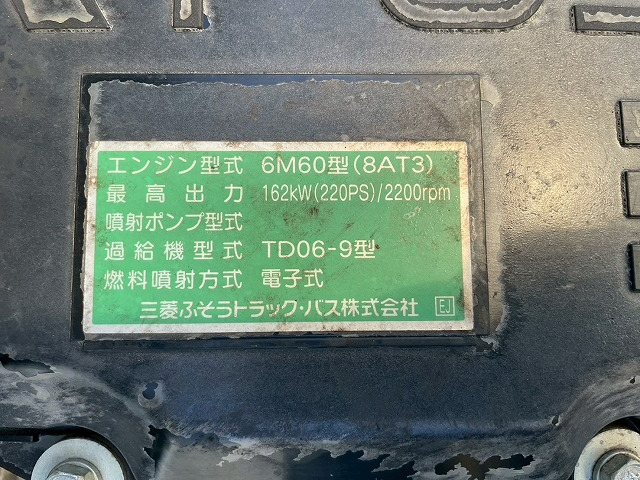 エンジン型式 6M60型(8AT3)
最高出力 162kW(220PS)/2200rpm
噴射ポンプ型式
過給機型式 TD06-9型
燃料噴射方式 電子式
三菱ふそうトラック・バス株式会社 EJ